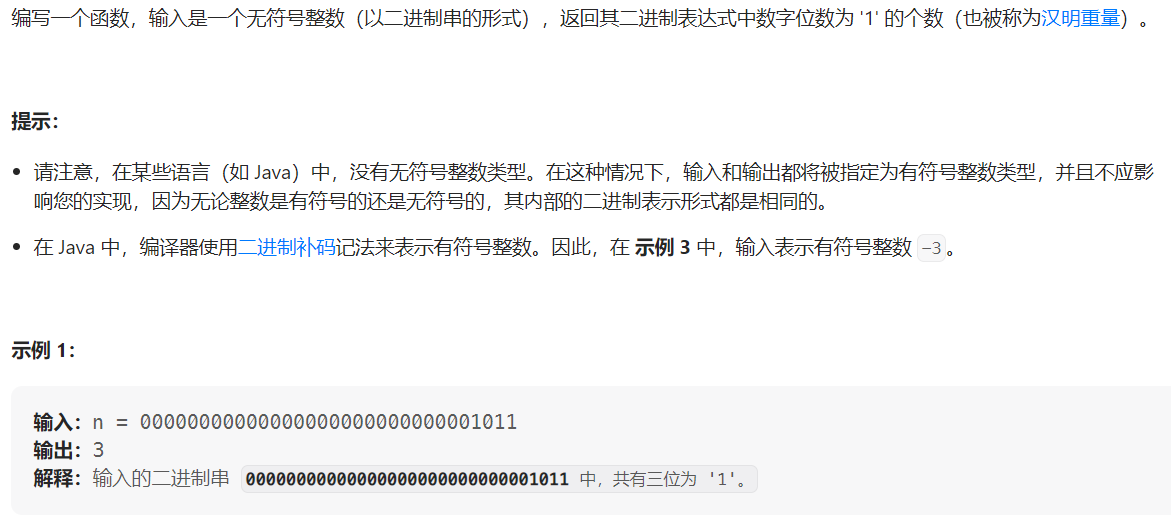 编写一个函数，输入是一个无符号整数（以二进制串的形式），返回其二进制表达式中数字位数为 '1' 的个数（也被称为汉明重量）。
提示：
• 请注意，在某些语言（如 Java）中，没有无符号整数类型。在这种情况下，输入和输出都将被指定为有符号整数类型，并且不应影
响您的实现，因为无论整数是有符号的还是无符号的，其内部的二进制表示形式都是相同的。
• 在 Java 中，编译器使用二进制补码记法来表示有符号整数。因此，在 示例 3 中，输入表示有符号整数 -3。
示例 1：
输入：n = 00000000000000000000000000001011
输出：3
解释：输入的二进制串 00000000000000000000000000001011 中，共有三位为 '1'。